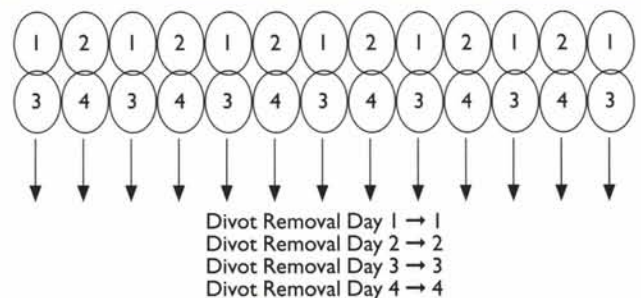 1 2 1 2 1 2 1 2 1 2 1 2 1
3 4 3 4 3 4 3 4 3 4 3 4 3
Divot Removal Day 1 → 1
Divot Removal Day 2 → 2
Divot Removal Day 3 → 3
Divot Removal Day 4 → 4